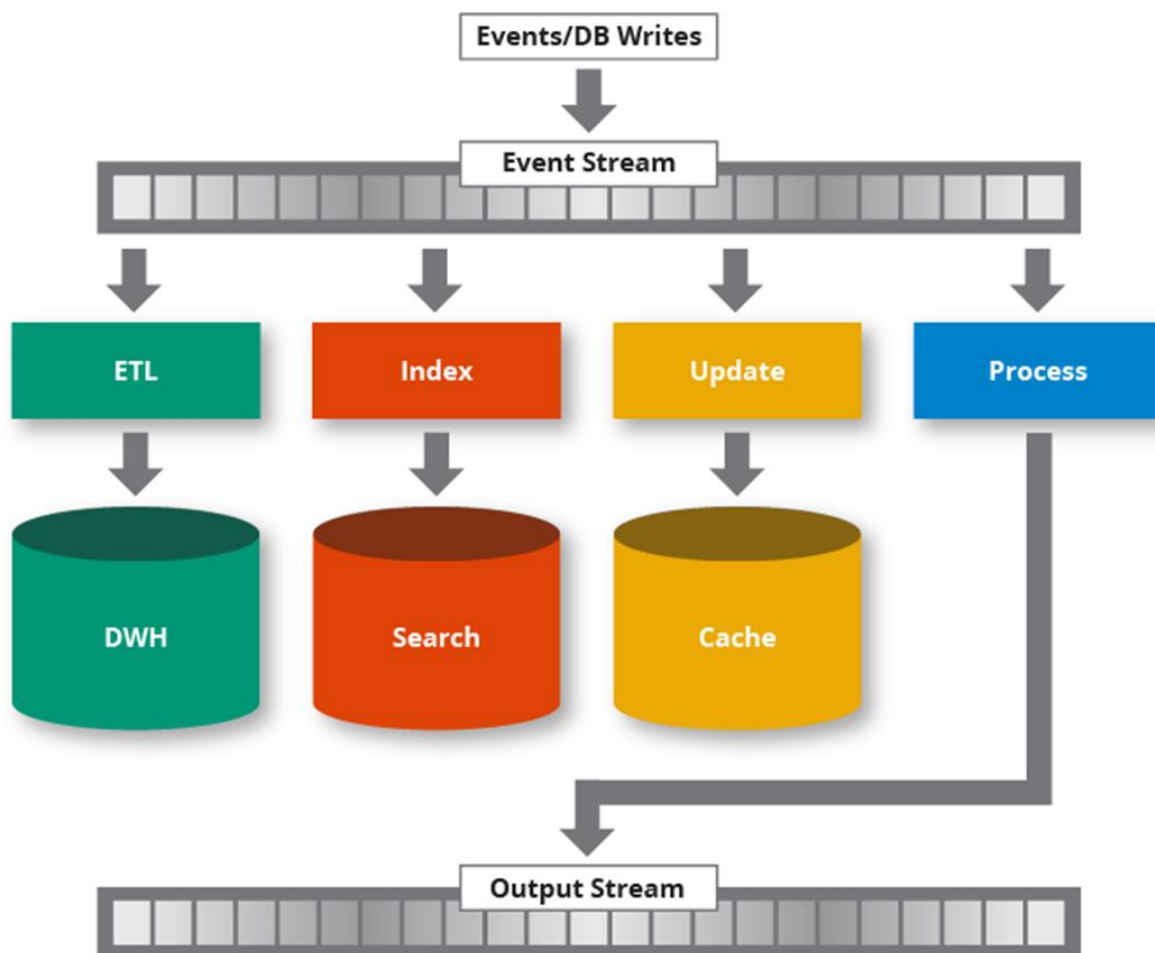 Events/DB Writes
Event Stream
ETL
Index
Update
Process
DWH
Search
Cache
Output Stream